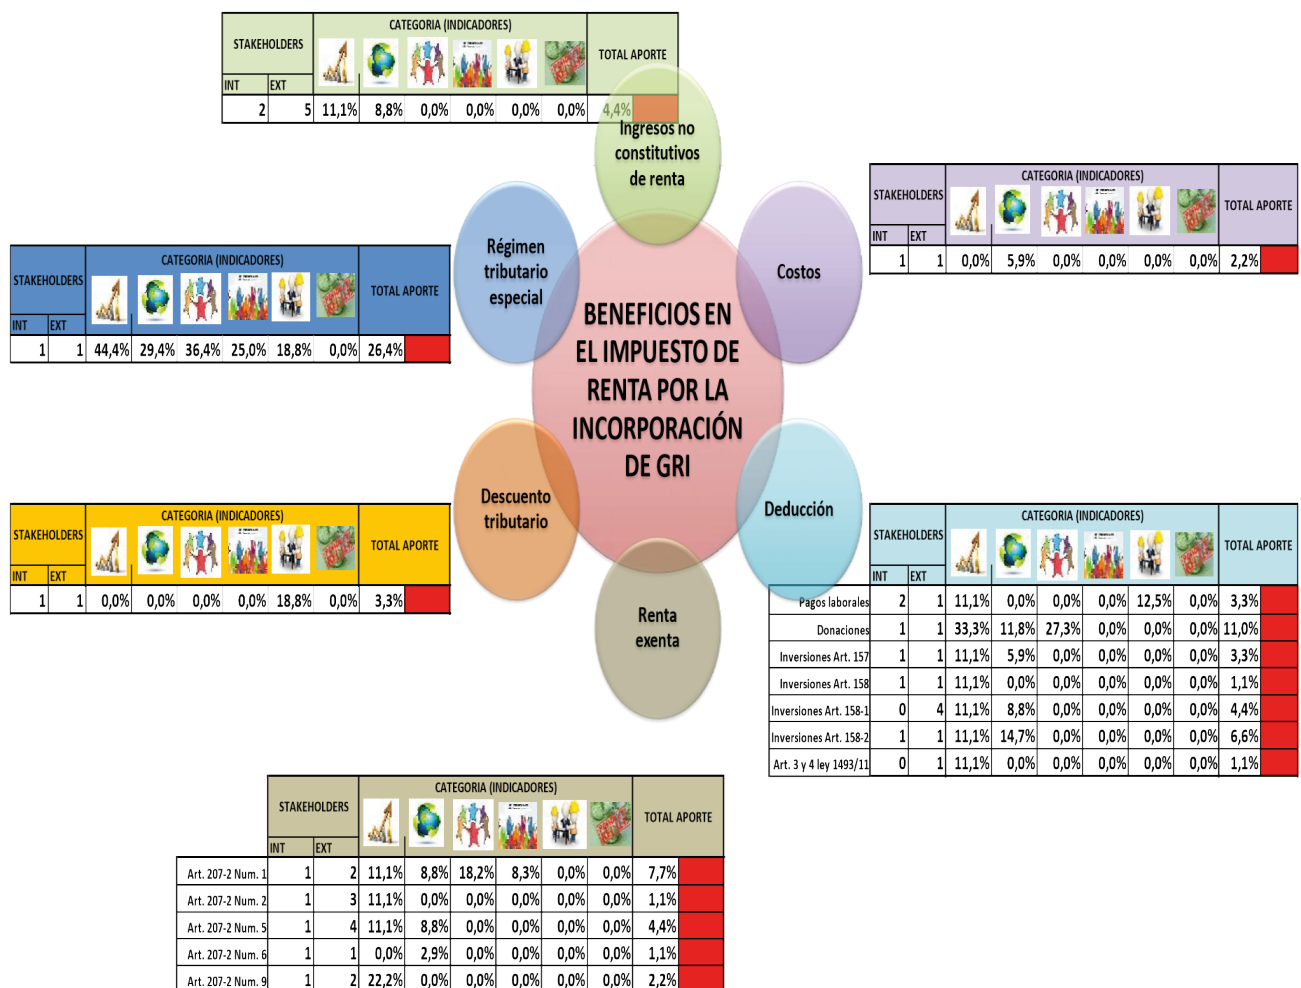 CATEGORIA (INDICADORES)
STAKEHOLDERS
TOTAL APORTE
INT EXT
2 5 11,1% 8,8% 0,0% 0,0% 0,0% 0,0% 4,4%
Ingresos no
constitutivos
de renta
CATEGORIA (INDICADORES)
STAKEHOLDERS
TOTAL APORTE
INT EXT
1 1 0,0% 5,9% 0,0% 0,0% 0,0% 0,0% 2,2%
Régimen
tributario
especial
Costos
CATEGORIA (INDICADORES)
STAKEHOLDERS
TOTAL APORTE
INT EXT
1 1 44,4% 29,4% 36,4% 25,0% 18,8% 0,0% 26,4%
BENEFICIOS EN
EL IMPUESTO DE
RENTA POR LA
INCORPORACIÓN
DE GRI
Descuento
tributario
Deducción
CATEGORIA (INDICADORES)
STAKEHOLDERS
TOTAL APORTE
INT EXT
1 1 0,0% 0,0% 0,0% 0,0% 18,8% 0,0% 3,3%
CATEGORIA (INDICADORES)
STAKEHOLDERS
TOTAL APORTE
INT EXT
Pagos laborales 2 1 11,1% 0,0% 0,0% 0,0% 12,5% 0,0% 3,3%
Donaciones 1 1 33,3% 11,8% 27,3% 0,0% 0,0% 0,0% 11,0%
Inversiones Art. 157 1 1 11,1% 5,9% 0,0% 0,0% 0,0% 0,0% 3,3%
Inversiones Art. 158 1 1 11,1% 0,0% 0,0% 0,0% 0,0% 0,0% 1,1%
Inversiones Art. 158-1 0 4 11,1% 8,8% 0,0% 0,0% 0,0% 0,0% 4,4%
Inversiones Art. 158-2 1 1 11,1% 14,7% 0,0% 0,0% 0,0% 0,0% 6,6%
Art. 3 y 4 ley 1493/11 0 1 11,1% 0,0% 0,0% 0,0% 0,0% 0,0% 1,1%
Renta
exenta
CATEGORIA (INDICADORES)
STAKEHOLDERS
TOTAL APORTE
INT EXT
Art. 207-2 Num. 1 1 2 11,1% 8,8% 18,2% 8,3% 0,0% 0,0% 7,7%
Art. 207-2 Num. 2 1 3 11,1% 0,0% 0,0% 0,0% 0,0% 0,0% 1,1%
Art. 207-2 Num. 5 1 4 11,1% 8,8% 0,0% 0,0% 0,0% 0,0% 4,4%
Art. 207-2 Num. 6 1 1 0,0% 2,9% 0,0% 0,0% 0,0% 0,0% 1,1%
Art. 207-2 Num. 9 1 2 22,2% 0,0% 0,0% 0,0% 0,0% 0,0% 2,2%